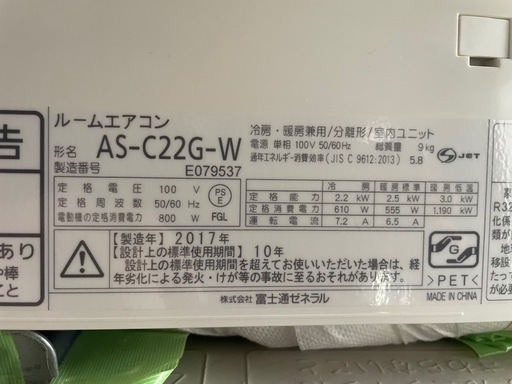 告
ルームエアコン
形名 AS-C22G-W
製造番号 E079537
冷房・暖房兼用/分離形/室内ユニット
電源 単相 100V 50/60Hz 総質量 9kg
通年エネルギー消費効率(JIS C 9612:2013) 5.8
JET
定格電圧 100 V
定格周波数 50/60 Hz
電動機の定格消費電力 800 W
PSE
FGL
冷房 暖房標準 暖房低温
定格能力 2.2 kW 2.5 kW 3.0 kW
定格消費電力 610 W 555 W 1,190 kW
運転電流 7.2 A 6.5 A
【製造年】2017年
【設計上の標準使用期間】10年
設計上の標準使用期間を超えてお使いいただいた場合は、経
年劣化による発火・けが等の事故に至るおそれがあります。
株式会社 富士通ゼネラル
G
>PET<
MADE IN CHINA
あり
や棒
こと
R32